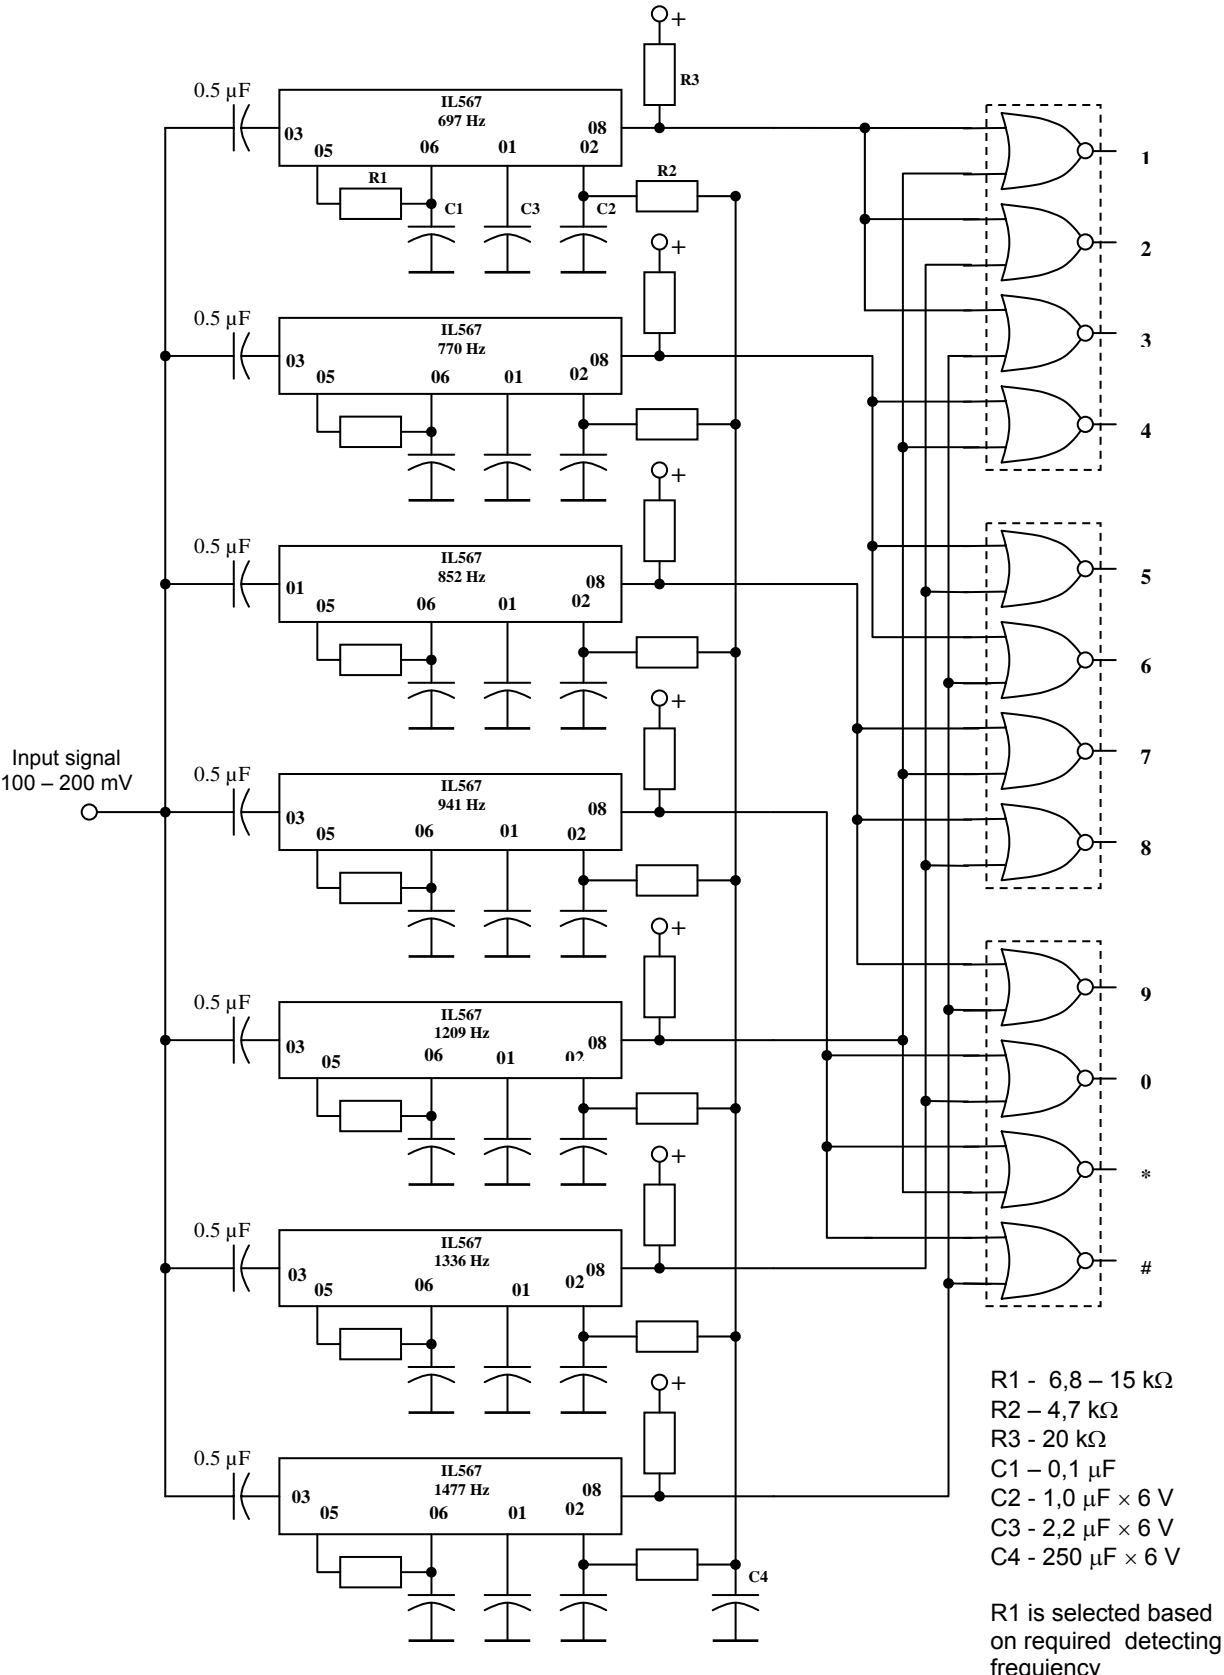 +
R3
0.5 µF
IL567
697 Hz
03
05
06
01
08
02
R1
C1
C3
C2
R2
1
2
3
4
+
0.5 µF
IL567
770 Hz
03
05
06
01
02
08
+
0.5 µF
IL567
852 Hz
01
05
06
01
02
08
5
6
7
8
+
Input signal
100 – 200 mV
0.5 µF
IL567
941 Hz
03
05
06
01
02
08
+
0.5 µF
IL567
1209 Hz
03
05
06
01
02
08
9
0
*
#
+
0.5 µF
IL567
1336 Hz
03
05
06
01
02
08
+
0.5 µF
IL567
1477 Hz
03
05
06
01
02
08
C4
R1 - 6,8 – 15 kΩ
R2 – 4,7 kΩ
R3 - 20 kΩ
C1 – 0,1 µF
C2 - 1,0 µF × 6 V
C3 - 2,2 µF × 6 V
C4 - 250 µF × 6 V
R1 is selected based
on required detecting
frequiency